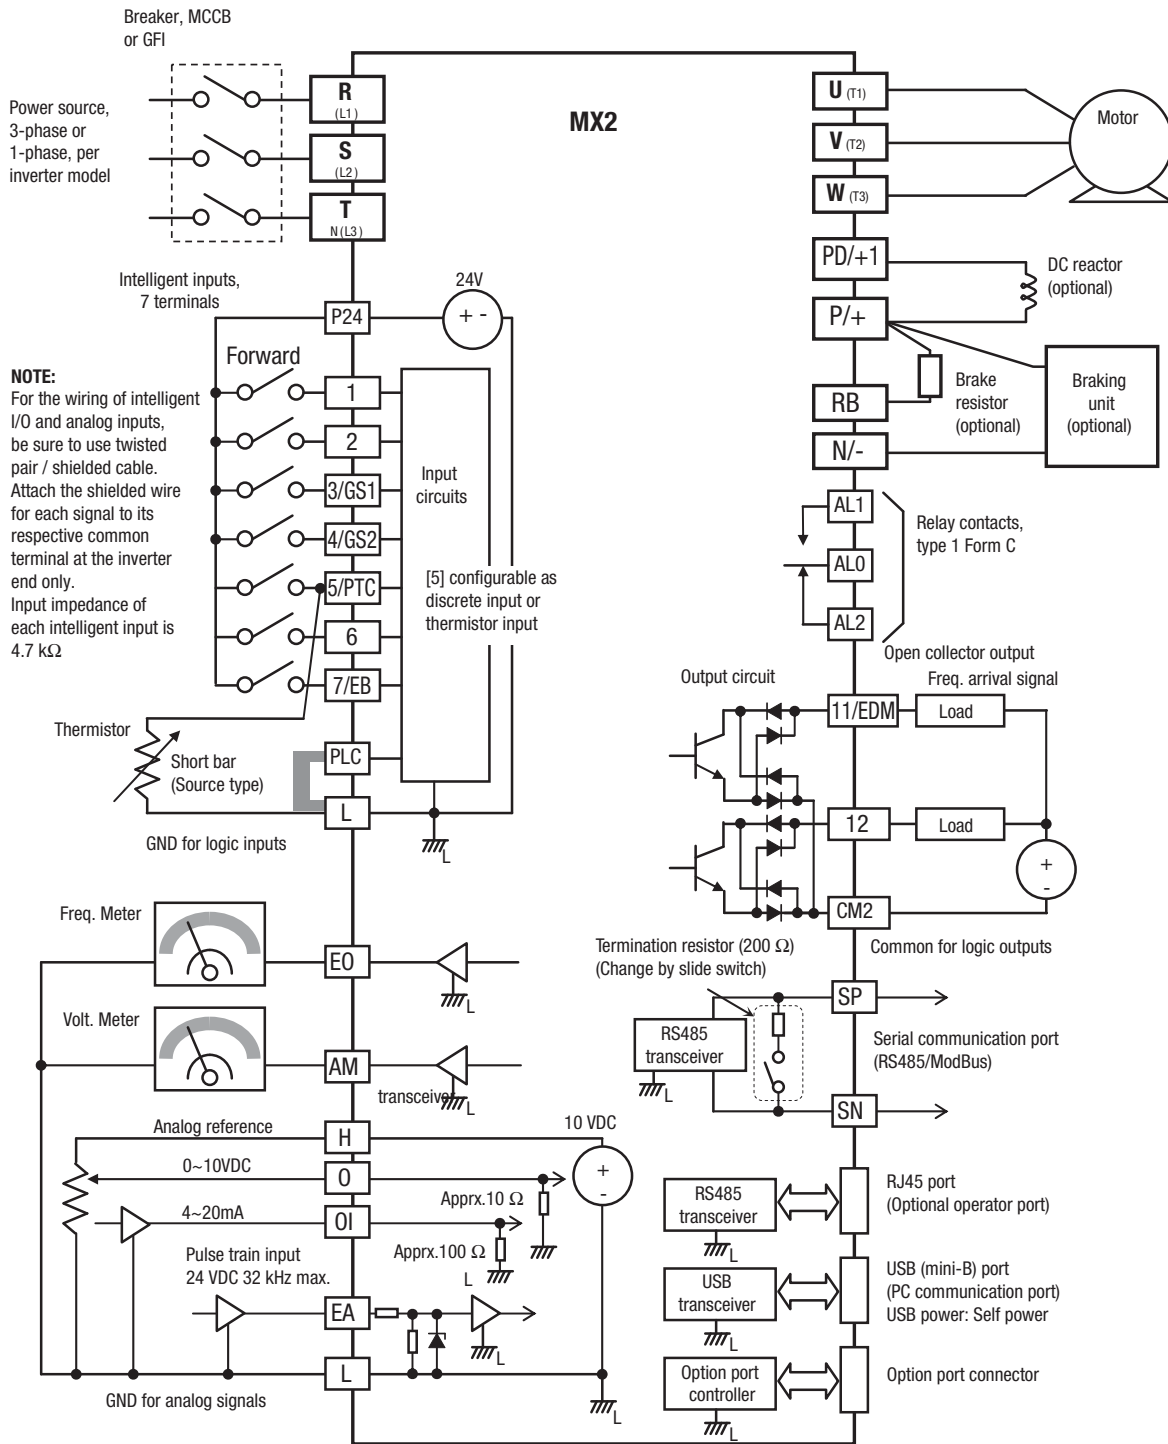 Breaker, MCCB
or GFI
Power source,
3-phase or
1-phase, per
inverter model
R
(L1)
S
(L2)
T
N (L3)
MX2
U (T1)
V (T2)
W (T3)
Motor
PD/+1
P/+
DC reactor
(optional)
RB
Brake
resistor
(optional)
Braking
unit
(optional)
N/-
Intelligent inputs,
7 terminals
24V
+ -
P24
Forward
1
2
3/GS1
4/GS2
5/PTC
6
7/EB
PLC
L
Input
circuits
[5] configurable as
discrete input or
thermistor input
NOTE:
For the wiring of intelligent
I/O and analog inputs,
be sure to use twisted
pair / shielded cable.
Attach the shielded wire
for each signal to its
respective common
terminal at the inverter
end only.
Input impedance of
each intelligent input is
4.7 kΩ
Thermistor
Short bar
(Source type)
GND for logic inputs
L
AL1
AL0
AL2
Relay contacts,
type 1 Form C
Open collector output
Output circuit
Freq. arrival signal
11/EDM
Load
12
Load
+
-
CM2
Common for logic outputs
Freq. Meter
EO
L
Volt. Meter
AM
transceiver
L
Termination resistor (200 Ω)
(Change by slide switch)
SP
RS485
transceiver
L
Serial communication port
(RS485/ModBus)
SN
Analog reference
H
10 VDC
+
-
0~10VDC
O
Apprx.10 Ω
4~20mA
OI
Apprx.100 Ω
L
Pulse train input
24 VDC 32 kHz max.
EA
L
L
GND for analog signals
L
RS485
transceiver
L
RJ45 port
(Optional operator port)
USB
transceiver
L
USB (mini-B) port
(PC communication port)
USB power: Self power
Option port
controller
L
Option port connector